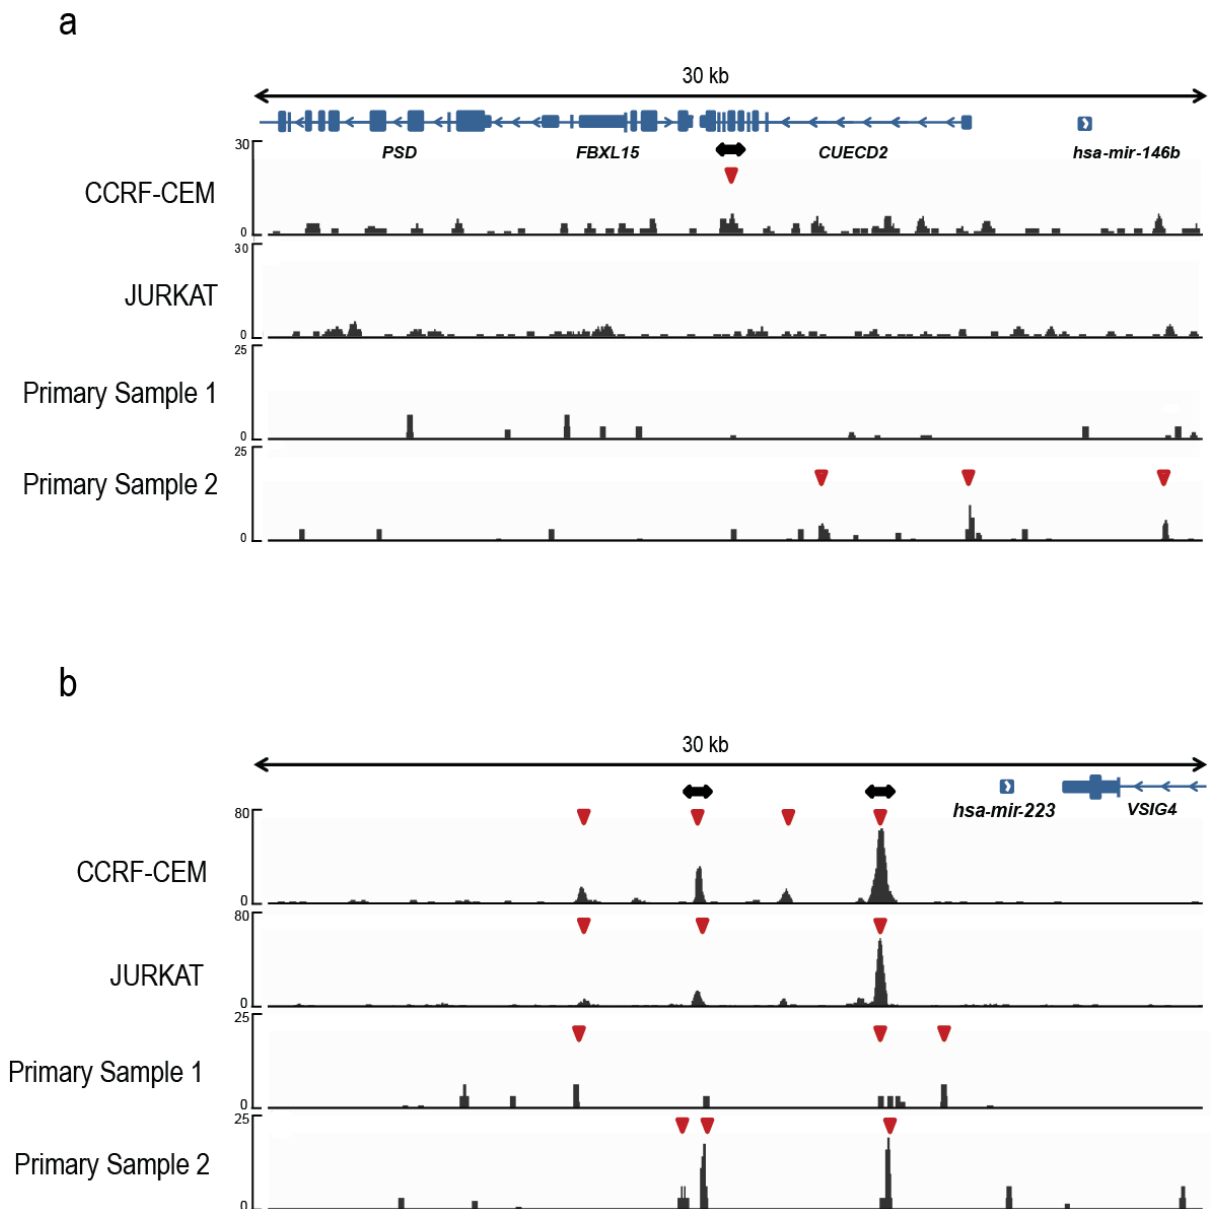 a
30 kb
PSD FBXL15 CUECD2 hsa-mir-146b
30
CCRF-CEM
0
30
JURKAT
0
25
Primary Sample 1
0
25
Primary Sample 2
0
b
30 kb
hsa-mir-223 VSIG4
80
CCRF-CEM
0
80
JURKAT
0
25
Primary Sample 1
0
25
Primary Sample 2
0